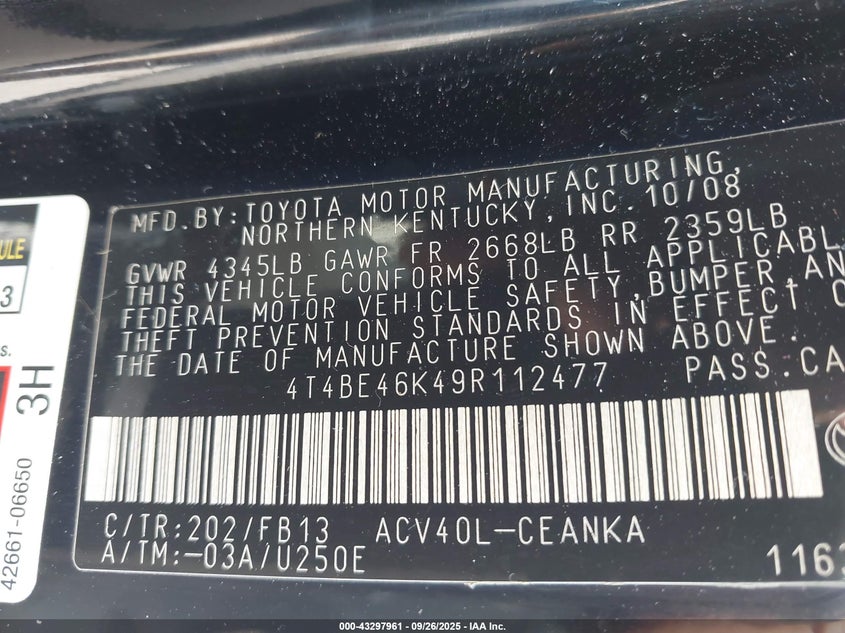 MFD.BY:TOYOTA MOTOR MANUFACTURING,
NORTHERN KENTUCKY,INC.10/08
GVWR 4345LB GAWR FR 2668LB RR 2359LB
THIS VEHICLE CONFORMS TO ALL APPLICABL
FEDERAL MOTOR VEHICLE SAFETY,BUMPER,AN
THEFT PREVENTION STANDARDS IN EFFECT O
THE DATE OF MANUFACTURE SHOWN ABOVE.
4T4BE46K49R112477 PASS.CA
C/TR:202/FB13 ACV40L-CEANKA
A/TM:-03A/U250E
1163
ULE
3
s.
3H
42661-06650
000-43297961 - 09/26/2025 - IAA Inc.